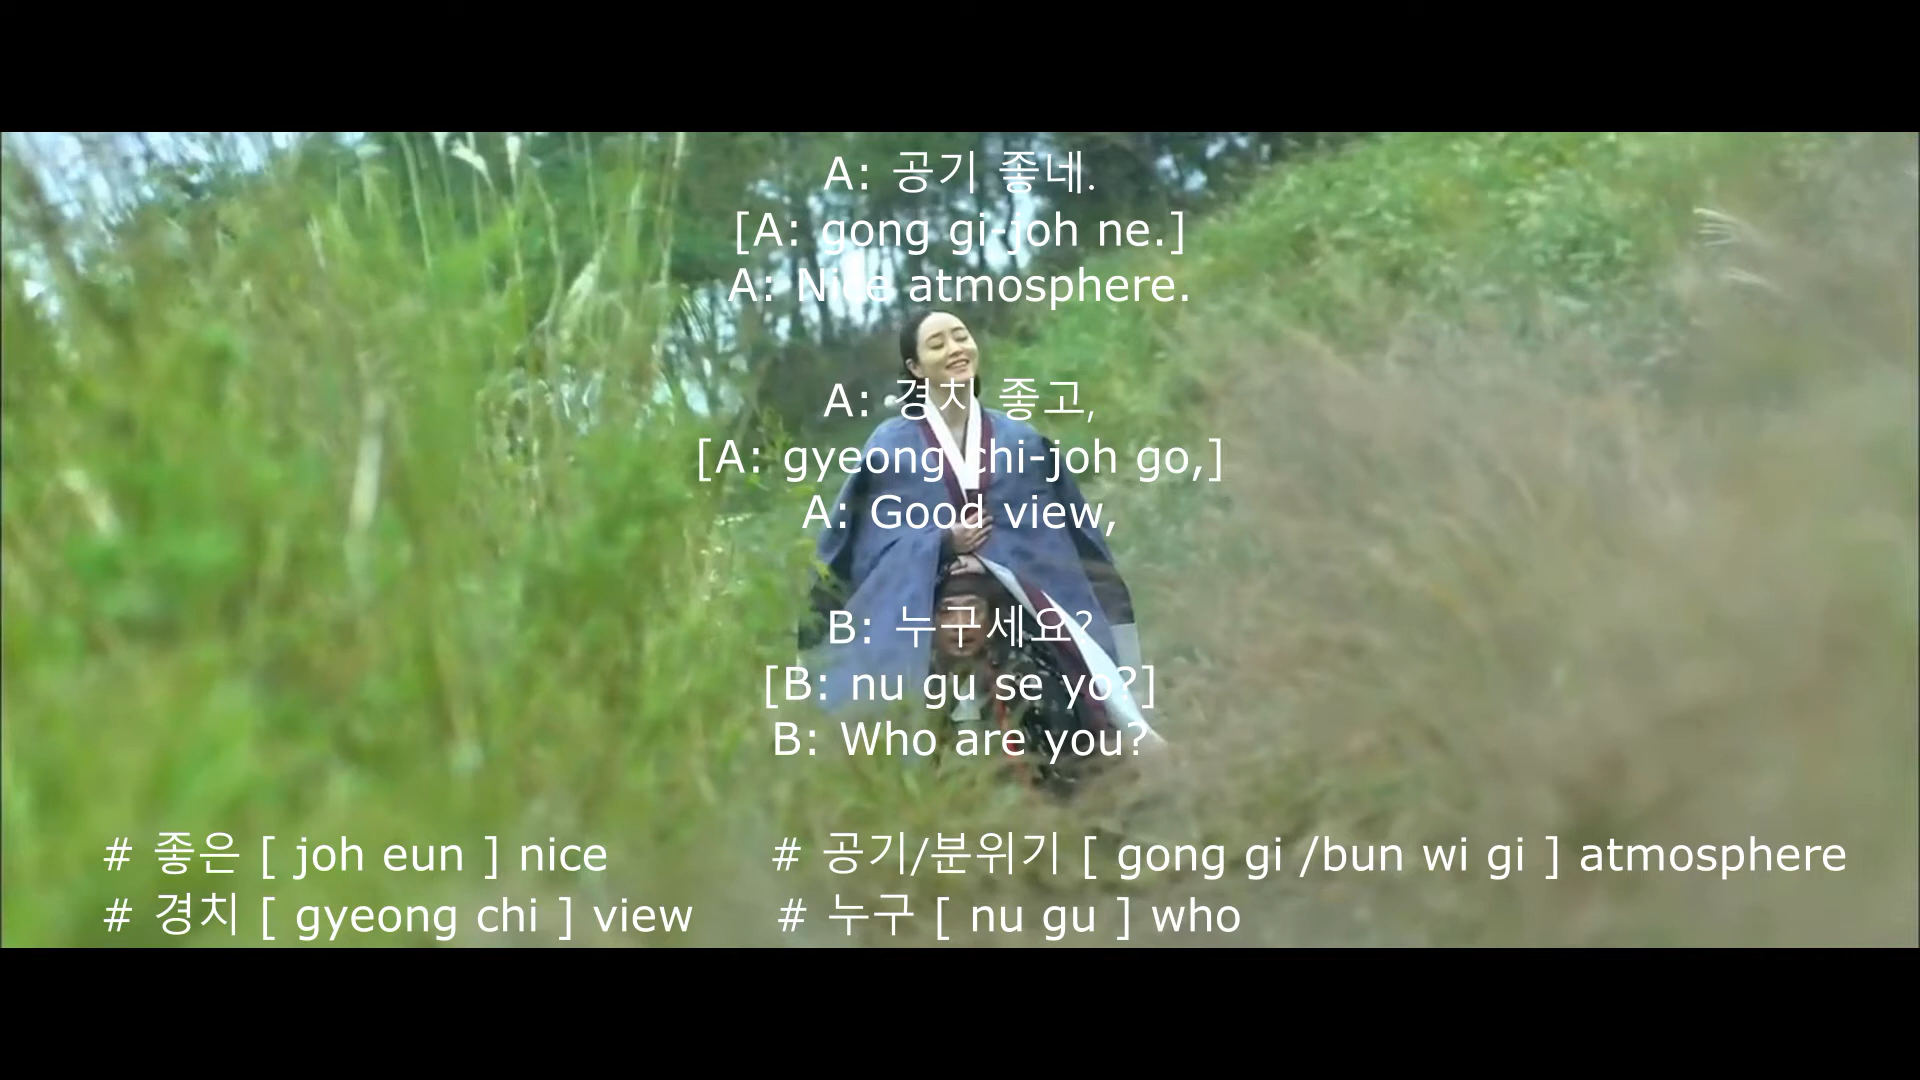 A: 공기 좋네.
[A: gong gi-joh ne.]
A: Nice atmosphere.
A: 경치 좋고,
[A: gyeong chi-joh go,]
A: Good view,
B: 누구세요?
[B: nu gu se yo?]
B: Who are you?
# 좋은 [ joh eun ] nice # 공기/분위기 [ gong gi /bun wi gi ] atmosphere
# 경치 [ gyeong chi ] view # 누구 [ nu gu ] who